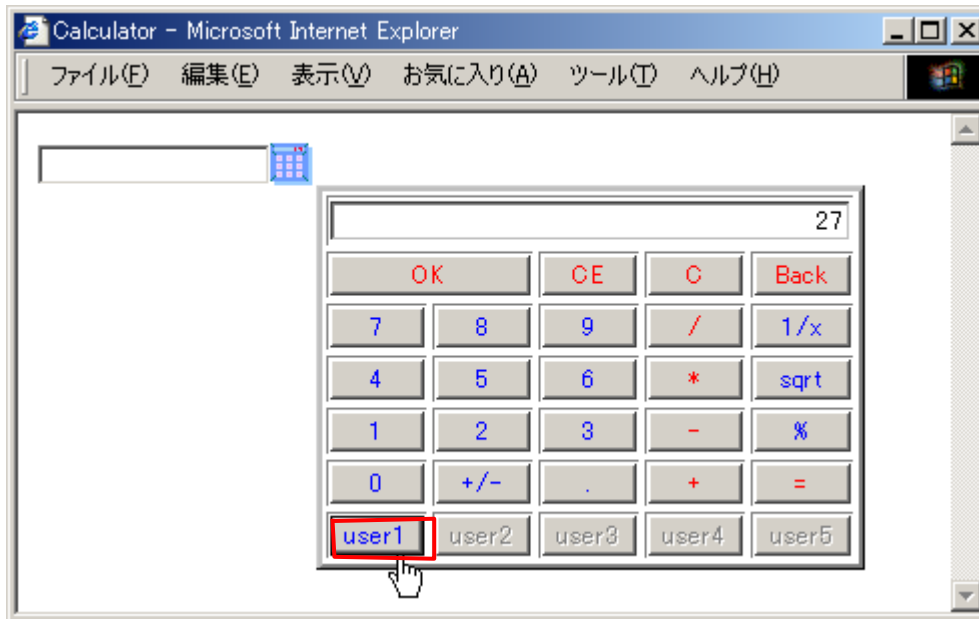 Calculator - Microsoft Internet Explorer
ファイル(F) 編集(E) 表示(V) お気に入り(A) ツール(T) ヘルプ(H)
27
OK CE C Back
7 8 9 / 1/x
4 5 6 * sqrt
1 2 3 - %
0 +/- . + =
user1 user2 user3 user4 user5